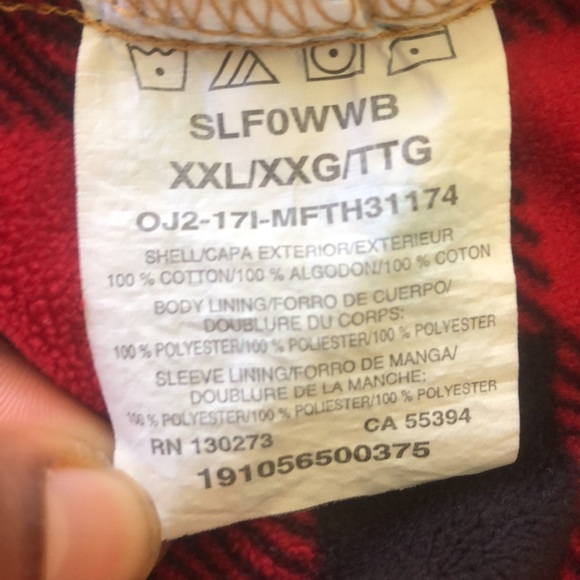 SLF0WWB
XXL/XXG/TTG
OJ2-17I-MFTH31174
SHELL/CAPA EXTERIOR/EXTERIEUR
100 % COTTON/100 % ALGODON/100 % COTON
BODY LINING/FORRO DE CUERPO/
DOUBLURE DU CORPS:
100 % POLYESTER/100 % POLIESTER/100 % POLYESTER
SLEEVE LINING/FORRO DE MANGA/
DOUBLURE DE LA MANCHE:
100 % POLYESTER/100 % POLIESTER/100 % POLYESTER
RN 130273 CA 55394
191056500375